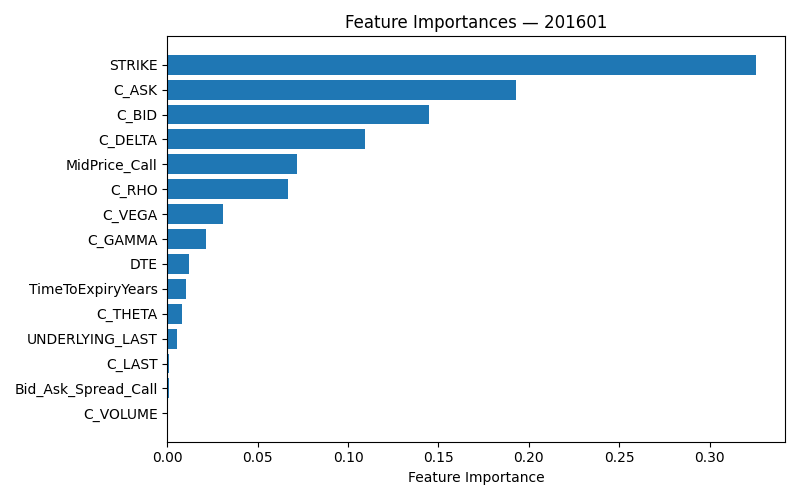 Feature Importances — 201601
STRIKE
C_ASK
C_BID
C_DELTA
MidPrice_Call
C_RHO
C_VEGA
C_GAMMA
DTE
TimeToExpiryYears
C_THETA
UNDERLYING_LAST
C_LAST
Bid_Ask_Spread_Call
C_VOLUME
0.00 0.05 0.10 0.15 0.20 0.25 0.30
Feature Importance